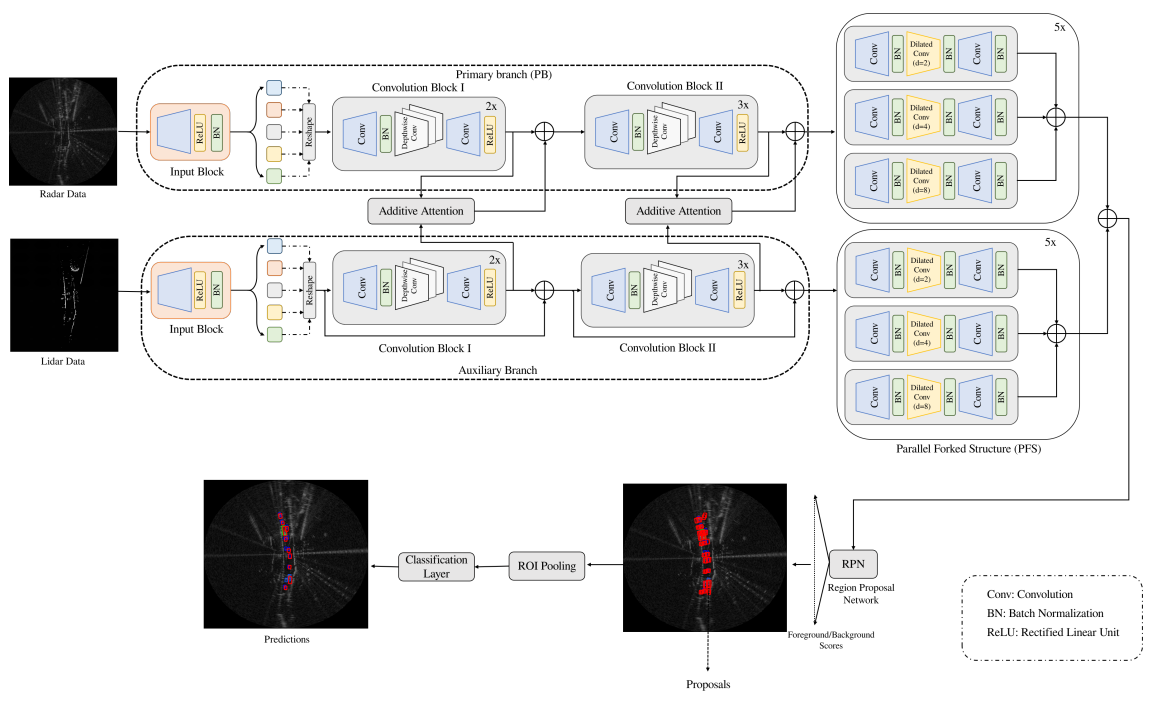 Primary branch (PB)
Convolution Block I
Convolution Block II
5x
Conv
BN
Dilated
Conv
(d=2)
BN
Conv
BN
ReLU
BN
Input Block
Reshape
2x
Conv
BN
Depthwise
Conv
Conv
ReLU
3x
Conv
BN
Depthwise
Conv
Conv
ReLU
Conv
BN
Dilated
Conv
(d=4)
BN
Conv
BN
Conv
BN
Dilated
Conv
(d=8)
BN
Conv
BN
Radar Data
Additive Attention
Additive Attention
5x
Conv
BN
Dilated
Conv
(d=2)
BN
Conv
BN
ReLU
BN
Input Block
Reshape
2x
Conv
BN
Depthwise
Conv
Conv
ReLU
3x
Conv
BN
Depthwise
Conv
Conv
ReLU
Conv
BN
Dilated
Conv
(d=4)
BN
Conv
BN
Convolution Block I
Convolution Block II
Lidar Data
Auxiliary Branch
Conv
BN
Dilated
Conv
(d=8)
BN
Conv
BN
Parallel Forked Structure (PFS)
Classification
Layer
ROI Pooling
RPN
Region Proposal
Network
Foreground/Background
Scores
Predictions
Proposals
Conv: Convolution
BN: Batch Normalization
ReLU: Rectified Linear Unit